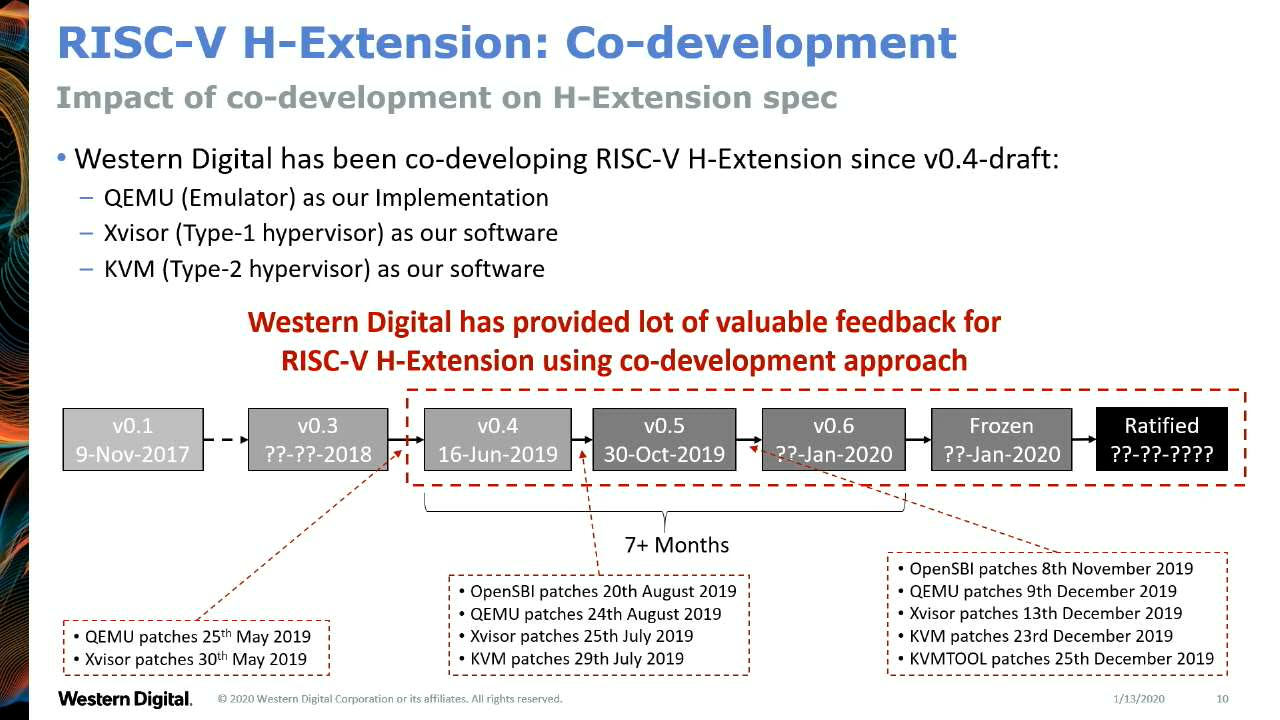 RISC-V H-Extension: Co-development
Impact of co-development on H-Extension spec
• Western Digital has been co-developing RISC-V H-Extension since v0.4-draft:
– QEMU (Emulator) as our Implementation
– Xvisor (Type-1 hypervisor) as our software
– KVM (Type-2 hypervisor) as our software
Western Digital has provided lot of valuable feedback for
RISC-V H-Extension using co-development approach
v0.1
9-Nov-2017
v0.3
??-??-2018
v0.4
16-Jun-2019
v0.5
30-Oct-2019
v0.6
??-Jan-2020
Frozen
??-Jan-2020
Ratified
??-??-????
7+ Months
• QEMU patches 25th May 2019
• Xvisor patches 30th May 2019
• OpenSBI patches 20th August 2019
• QEMU patches 24th August 2019
• Xvisor patches 25th July 2019
• KVM patches 29th July 2019
• OpenSBI patches 8th November 2019
• QEMU patches 9th December 2019
• Xvisor patches 13th December 2019
• KVM patches 23rd December 2019
• KVMTOOL patches 25th December 2019
Western Digital.
© 2020 Western Digital Corporation or its affiliates. All rights reserved.
1/13/2020
10